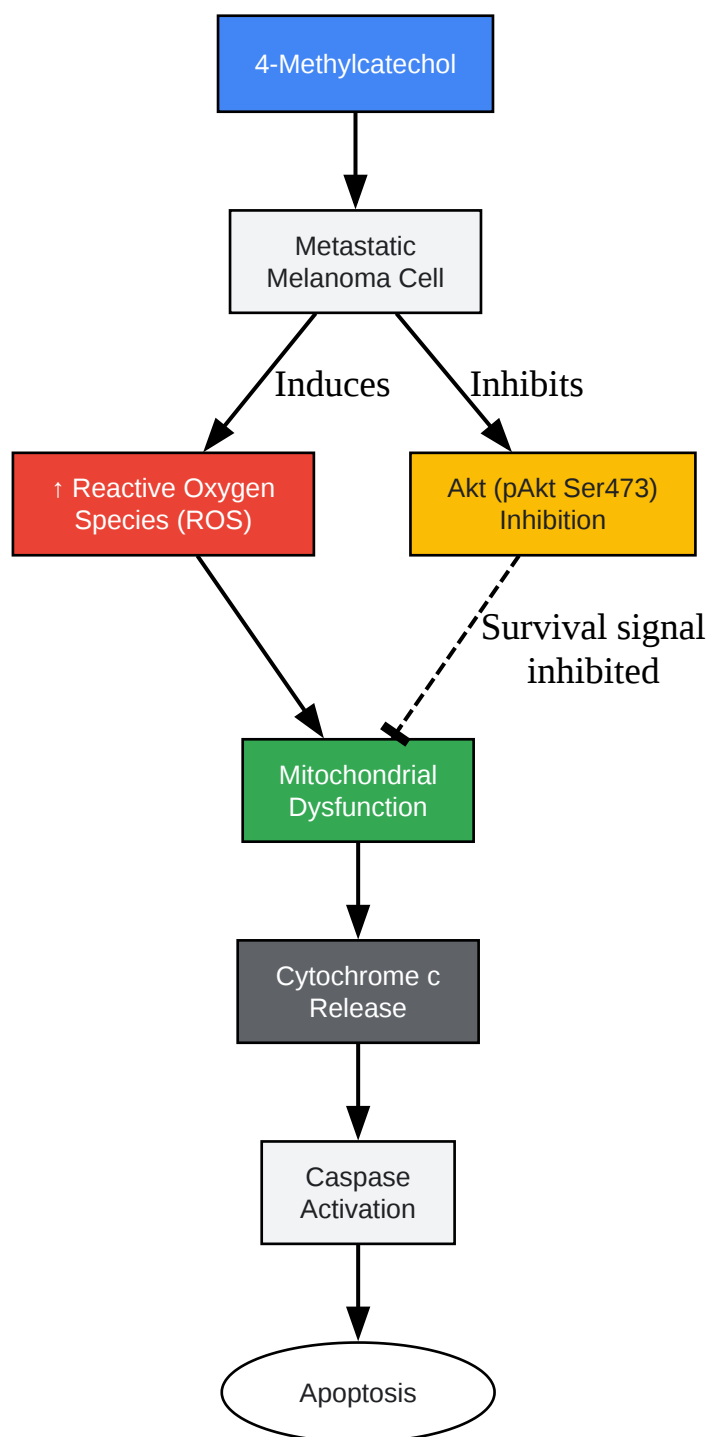 4-Methylcatechol
Metastatic
Melanoma Cell
Induces
Inhibits
↑ Reactive Oxygen
Species (ROS)
Akt (pAkt Ser473)
Inhibition
Survival signal
inhibited
Mitochondrial
Dysfunction
Cytochrome c
Release
Caspase
Activation
Apoptosis